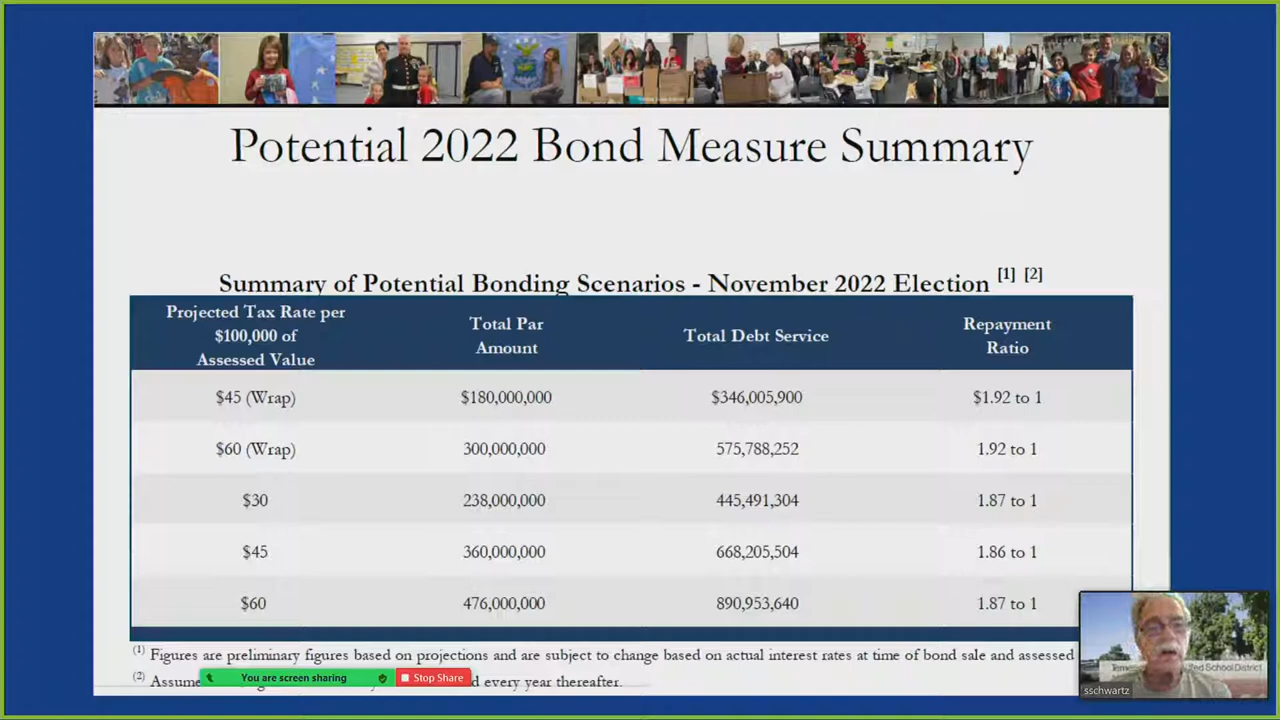 Potential 2022 Bond Measure Summary
Summary of Potential Bonding Scenarios - November 2022 Election [1] [2]
Projected Tax Rate per $100,000 of Assessed Value Total Par Amount Total Debt Service Repayment Ratio
$45 (Wrap) $180,000,000 $346,005,900 $1.92 to 1
$60 (Wrap) 300,000,000 575,788,252 1.92 to 1
$30 238,000,000 445,491,304 1.87 to 1
$45 360,000,000 668,205,504 1.86 to 1
$60 476,000,000 890,953,640 1.87 to 1
(1) Figures are preliminary figures based on projections and are subject to change based on actual interest rates at time of bond sale and assessed
(2) every year thereafter.
You are screen sharing Stop Share
School District
sschwartz